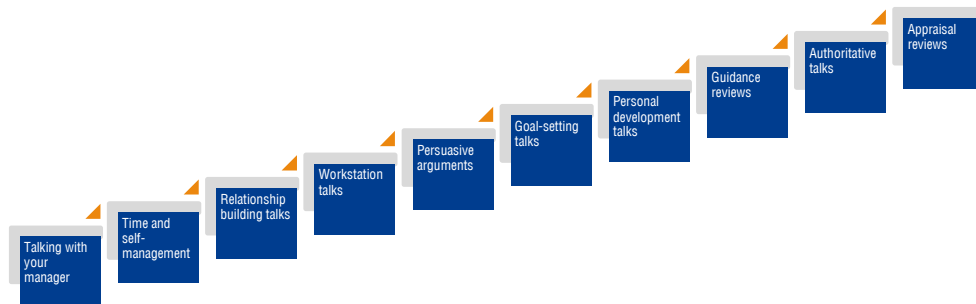 Talking with
your
manager
Time and
self-
management
Relationship
building talks
Workstation
talks
Persuasive
arguments
Goal-setting
talks
Personal
development
talks
Guidance
reviews
Authoritative
talks
Appraisal
reviews